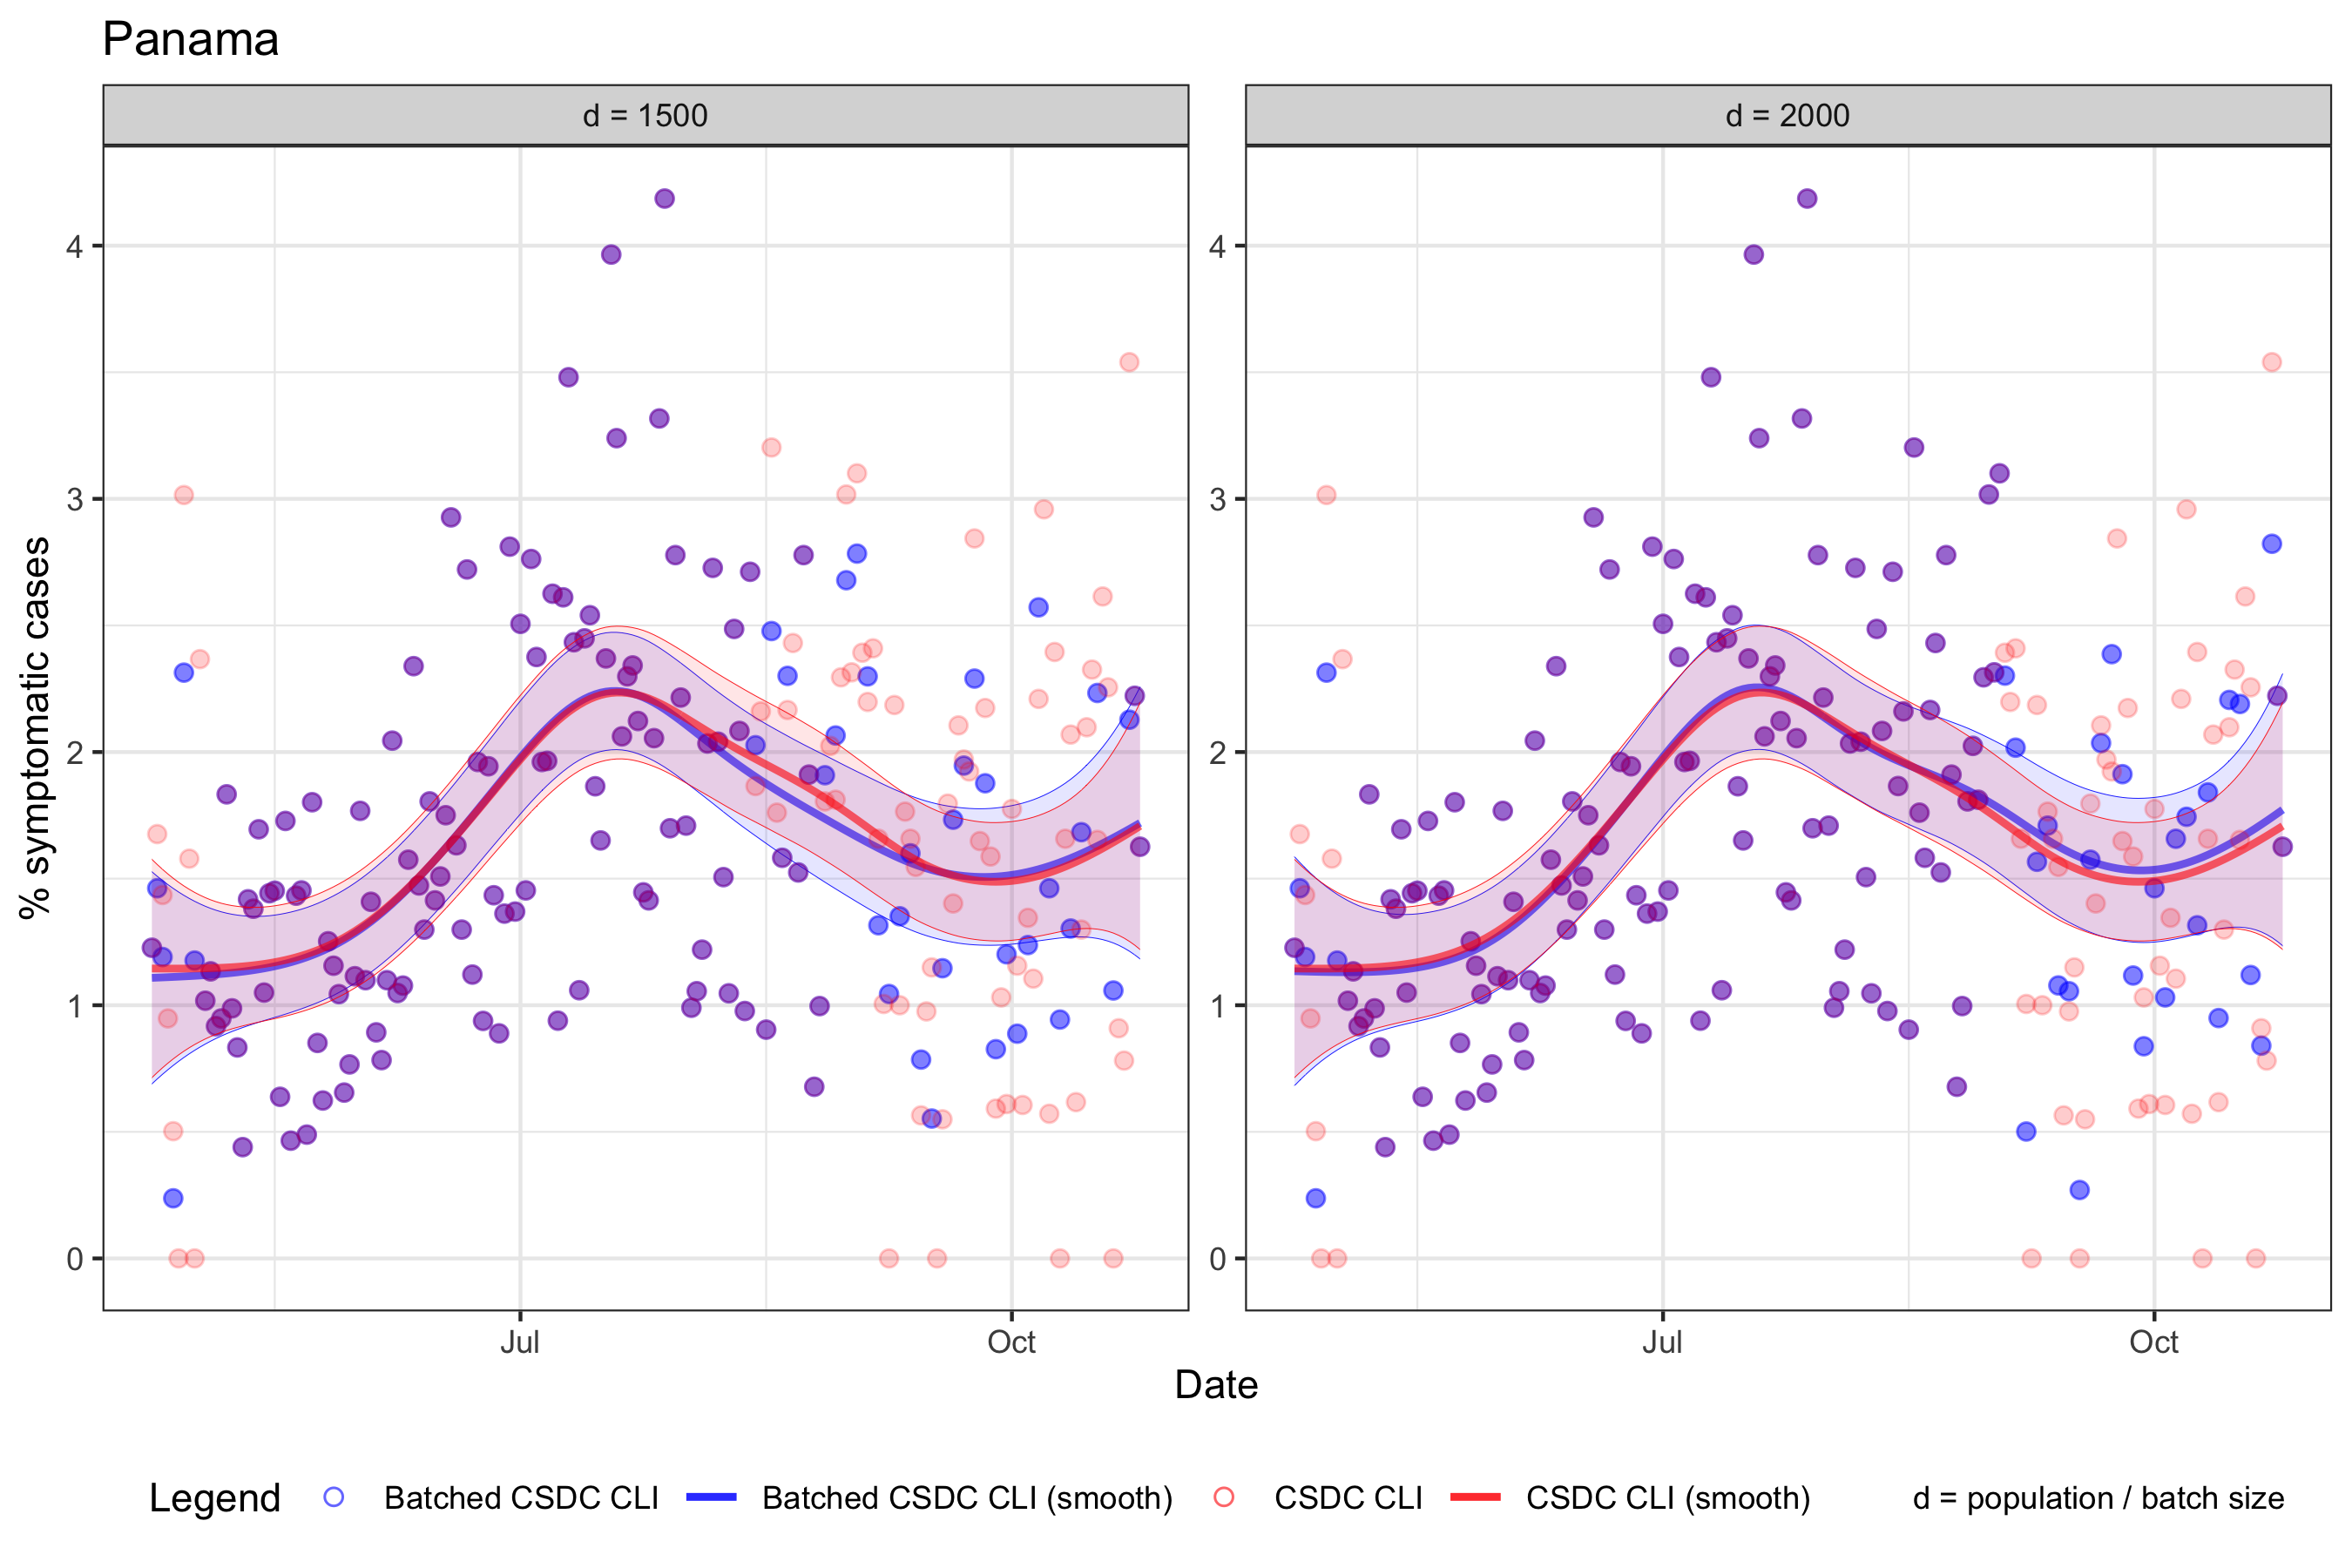 Panama
d = 1500
d = 2000
% symptomatic cases
4
3
2
1
0
4
3
2
1
0
Jul
Oct
Jul
Oct
Date
Legend
Batched CSDC CLI
Batched CSDC CLI (smooth)
CSDC CLI
CSDC CLI (smooth)
d = population / batch size